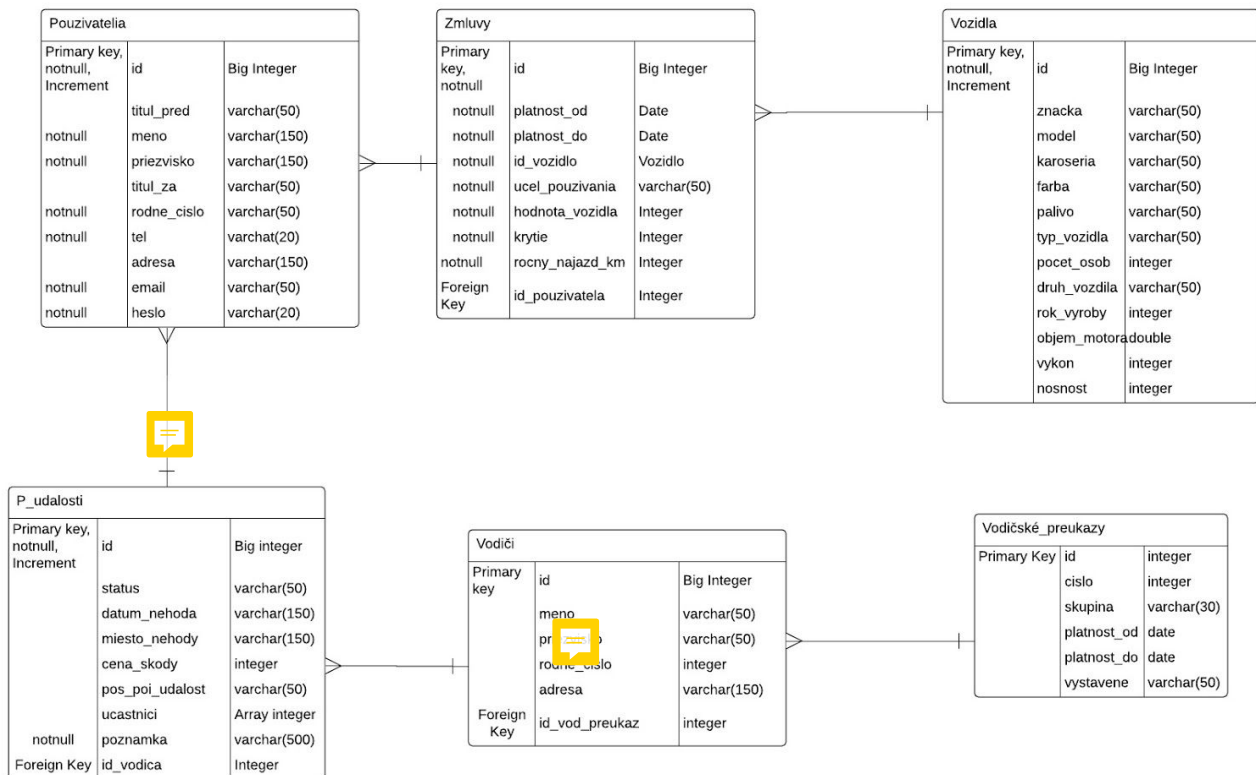 Pouzivatelia
Primary key, notnull, Increment id Big Integer
titul_pred varchar(50)
notnull meno varchar(150)
notnull priezvisko varchar(150)
titul_za varchar(50)
notnull rodne_cislo varchar(50)
notnull tel varchat(20)
adresa varchar(150)
notnull email varchar(50)
notnull heslo varchar(20)
Zmluvy
Primary key, notnull id Big Integer
notnull platnost_od Date
notnull platnost_do Date
notnull id_vozidlo Vozidlo
notnull ucel_pouzivania varchar(50)
notnull hodnota_vozidla Integer
notnull krytie Integer
notnull rocny_najazd_km Integer
Foreign Key id_pouzivatela Integer
Vozidla
Primary key, notnull, Increment id Big Integer
znacka varchar(50)
model varchar(50)
karoseria varchar(50)
farba varchar(50)
palivo varchar(50)
typ_vozidla varchar(50)
pocet_osob integer
druh_vozdila varchar(50)
rok_vyroby integer
objem_motora double
vykon integer
nosnost integer
P_udalosti
Primary key, notnull, Increment id Big integer
status varchar(50)
datum_nehoda varchar(150)
miesto_nehody varchar(150)
cena_skody integer
pos_poi_udalost varchar(50)
ucastnici Array integer
notnull poznamka varchar(500)
Foreign Key id_vodica Integer
Vodiči
Primary key id Big Integer
meno varchar(50)
varchar(50)
rodne_cislo integer
adresa varchar(150)
Foreign Key id_vod_preukaz integer
Vodičské_preukazy
Primary Key id integer
cislo integer
skupina varchar(30)
platnost_od date
platnost_do date
vystavene varchar(50)